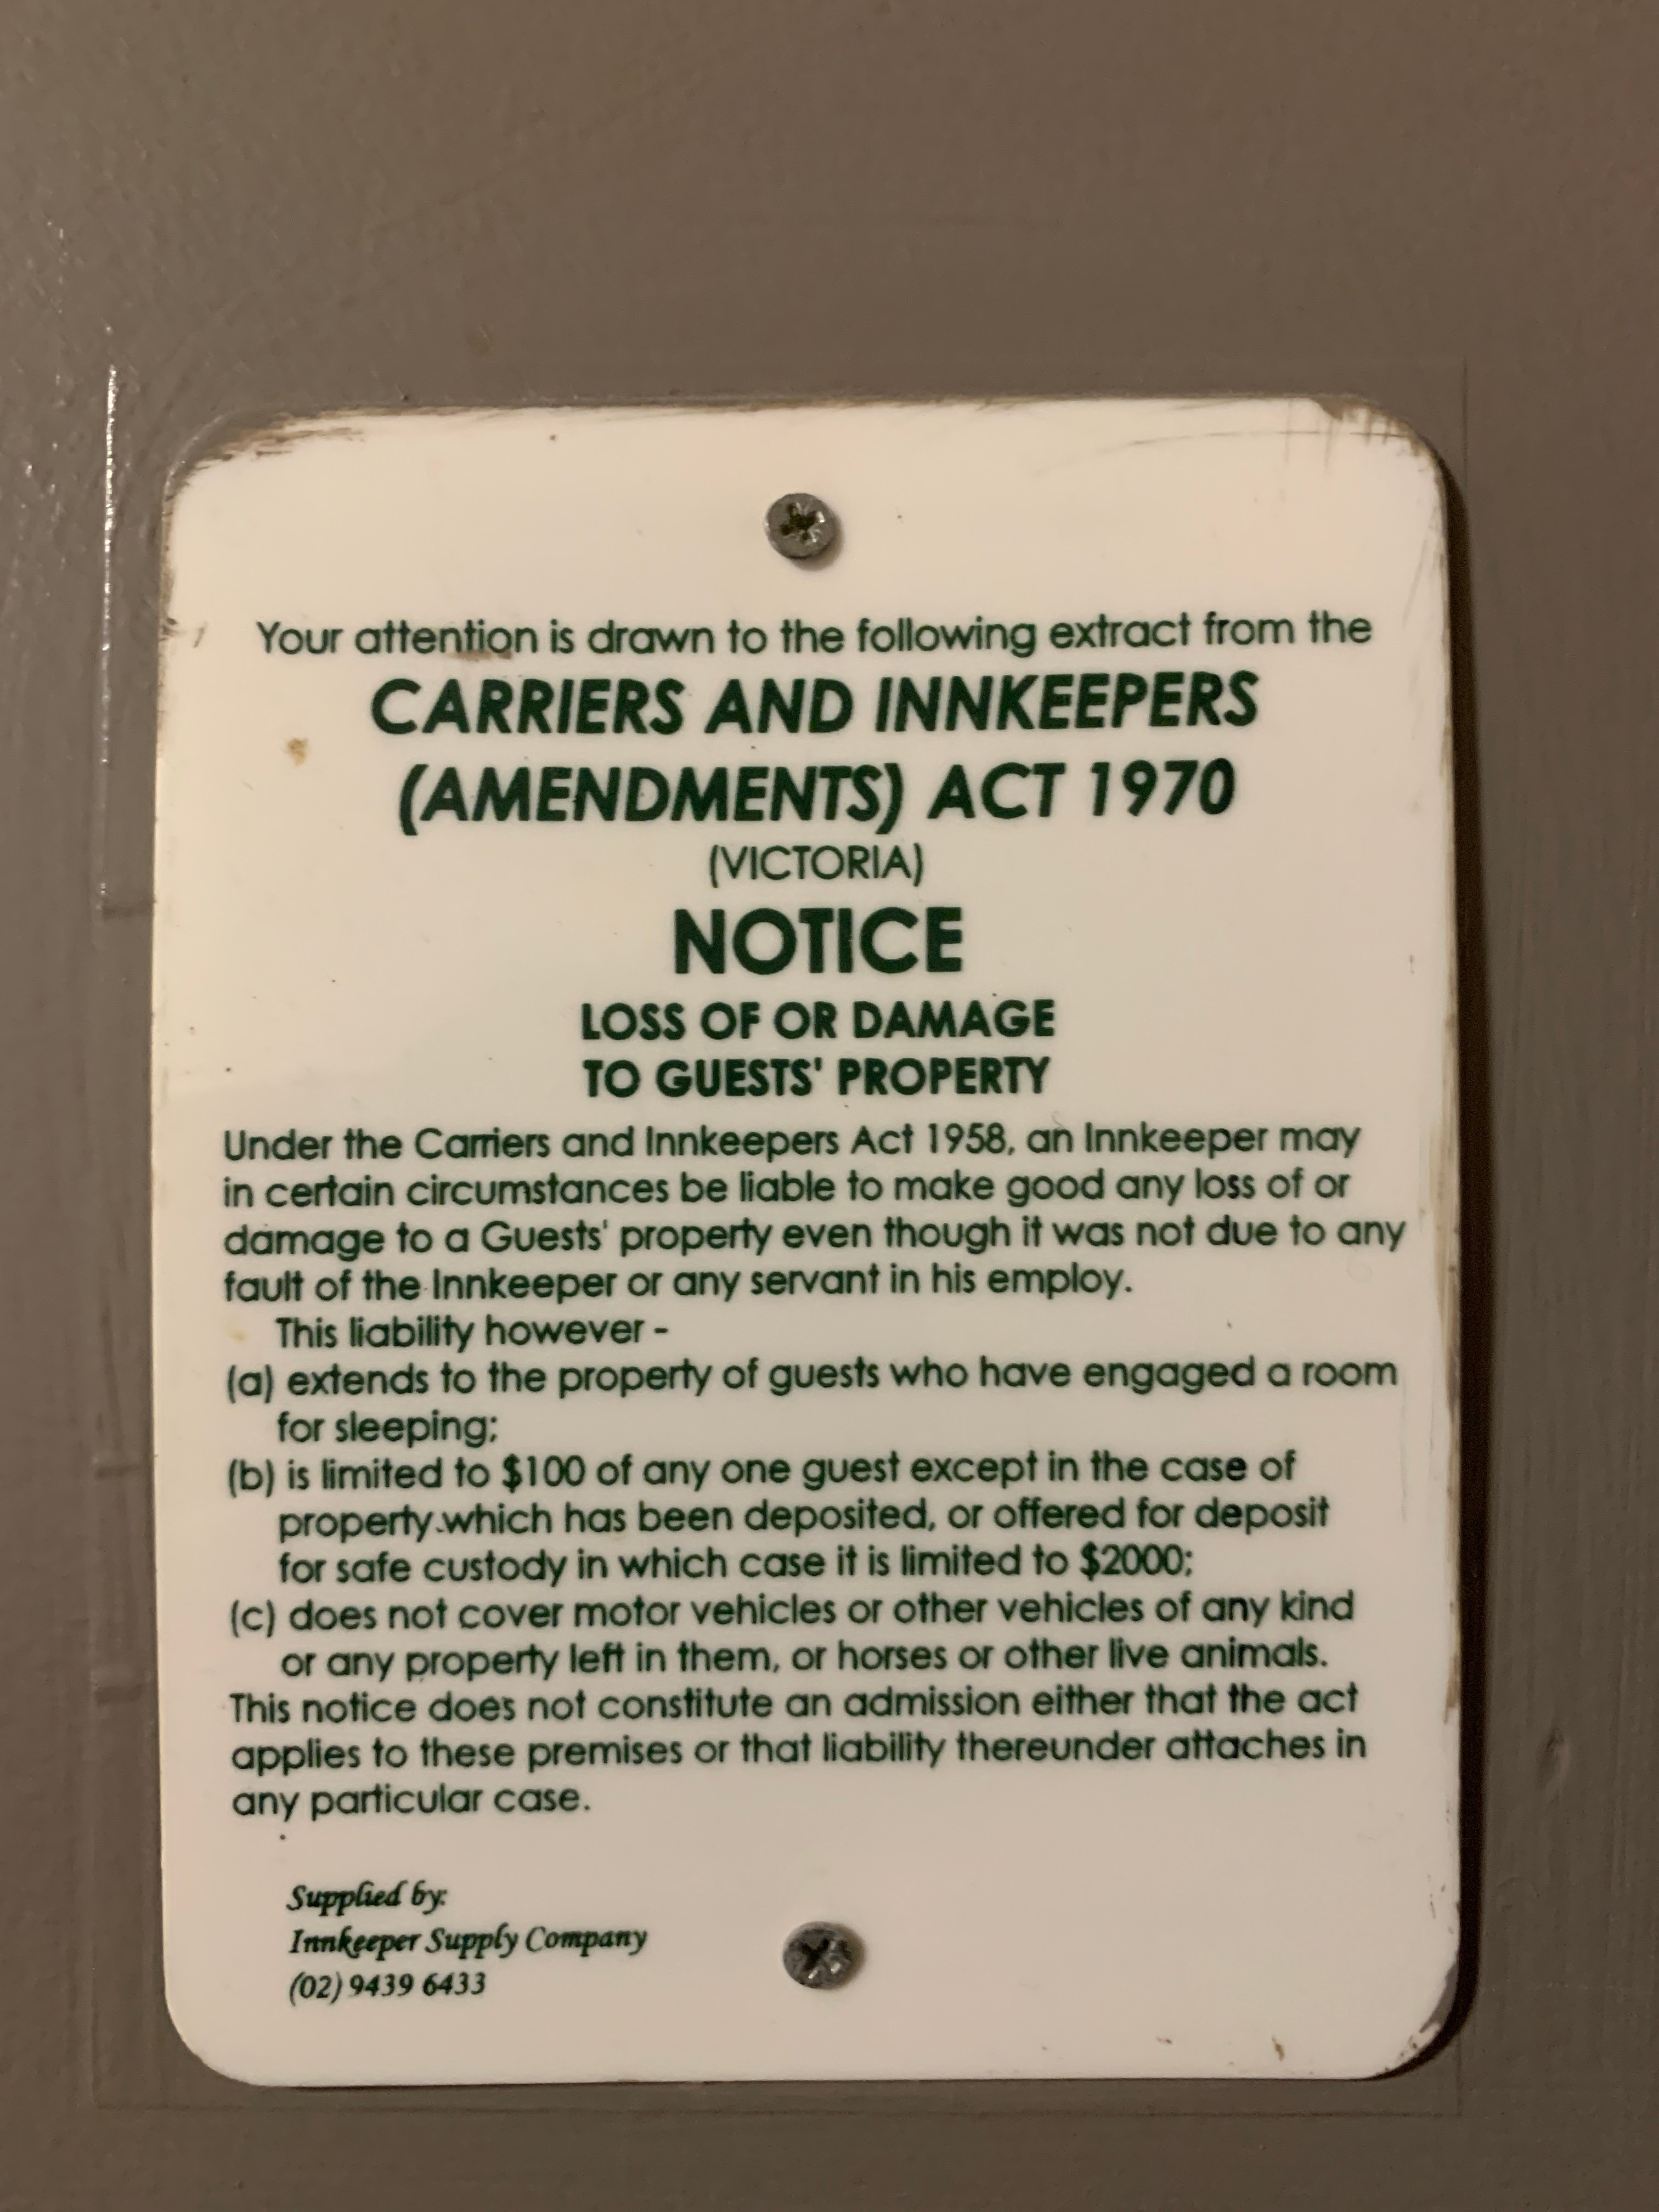 Your attention is drawn to the following extract from the
CARRIERS AND INNKEEPERS
(AMENDMENTS) ACT 1970
(VICTORIA)
NOTICE
LOSS OF OR DAMAGE
TO GUESTS' PROPERTY
Under the Carriers and Innkeepers Act 1958, an Innkeeper may
in certain circumstances be liable to make good any loss of or
damage to a Guests' property even though it was not due to any
fault of the Innkeeper or any servant in his employ.
This liability however -
(a) extends to the property of guests who have engaged a room
for sleeping;
(b) is limited to $100 of any one guest except in the case of
property which has been deposited, or offered for deposit
for safe custody in which case it is limited to $2000;
(c) does not cover motor vehicles or other vehicles of any kind
or any property left in them, or horses or other live animals.
This notice does not constitute an admission either that the act
applies to these premises or that liability thereunder attaches in
any particular case.
Supplied by:
Innkeeper Supply Company
(02) 9439 6433